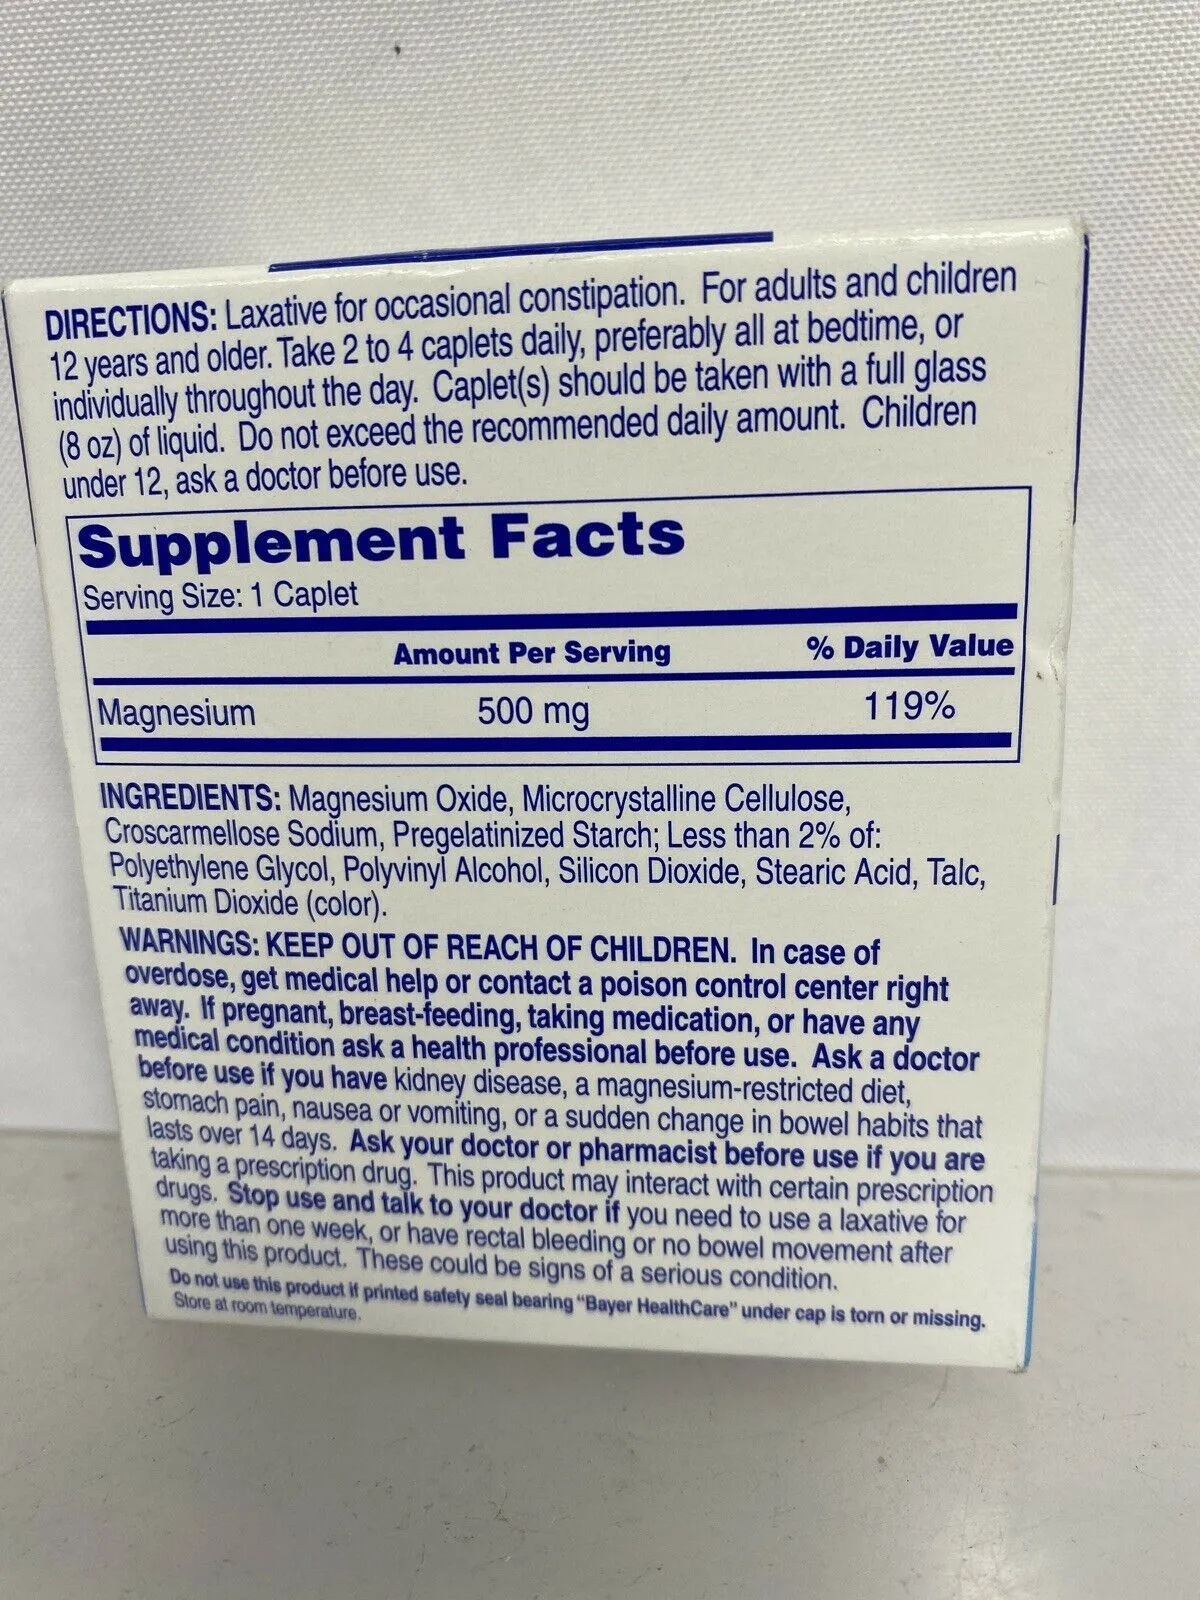 DIRECTIONS: Laxative for occasional constipation. For adults and children
12 years and older. Take 2 to 4 caplets daily, preferably all at bedtime, or
individually throughout the day. Caplet(s) should be taken with a full glass
(8 oz) of liquid. Do not exceed the recommended daily amount. Children
under 12, ask a doctor before use.
Supplement Facts
Serving Size: 1 Caplet
Amount Per Serving % Daily Value
Magnesium 500 mg 119%
INGREDIENTS: Magnesium Oxide, Microcrystalline Cellulose,
Croscarmellose Sodium, Pregelatinized Starch; Less than 2% of:
Polyethylene Glycol, Polyvinyl Alcohol, Silicon Dioxide, Stearic Acid, Talc,
Titanium Dioxide (color).
WARNINGS: KEEP OUT OF REACH OF CHILDREN. In case of
overdose, get medical help or contact a poison control center right
away. If pregnant, breast-feeding, taking medication, or have any
medical condition ask a health professional before use. Ask a doctor
before use if you have kidney disease, a magnesium-restricted diet,
stomach pain, nausea or vomiting, or a sudden change in bowel habits that
lasts over 14 days. Ask your doctor or pharmacist before use if you are
taking a prescription drug. This product may interact with certain prescription
drugs. Stop use and talk to your doctor if you need to use a laxative for
more than one week, or have rectal bleeding or no bowel movement after
using this product. These could be signs of a serious condition.
Do not use this product if printed safety seal bearing "Bayer HealthCare" under cap is torn or missing.
Store at room temperature.